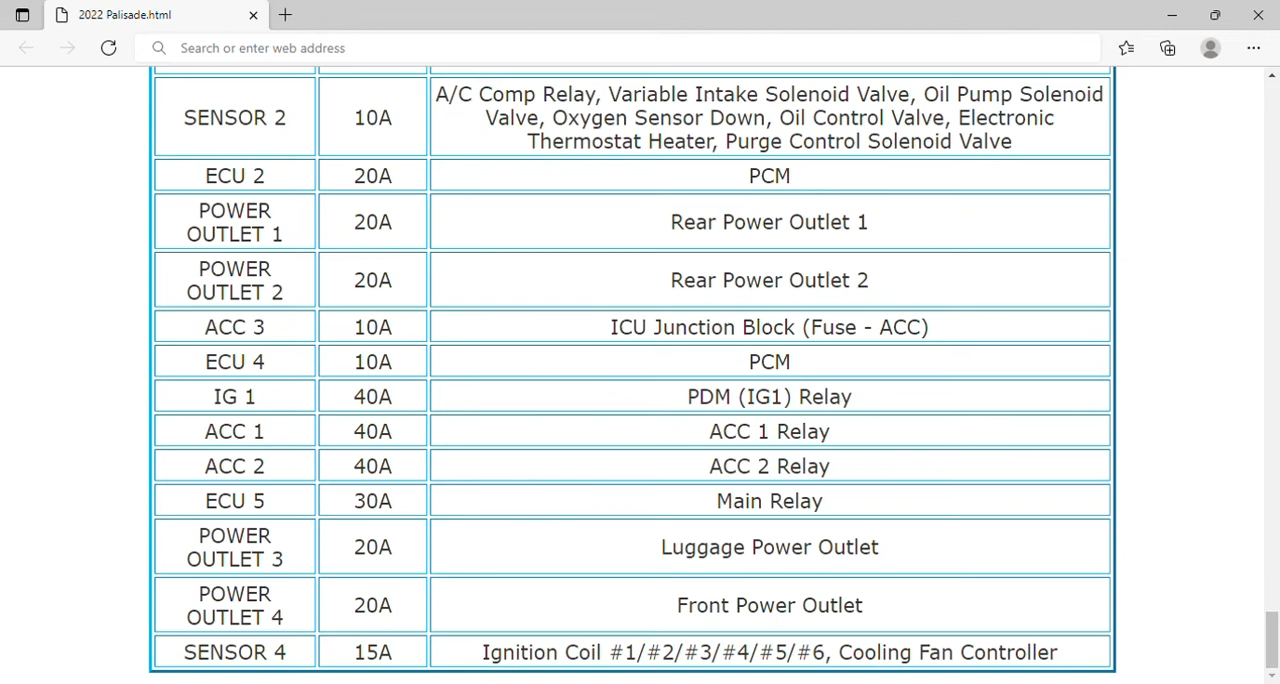 2022 Palisade.html
Search or enter web address
SENSOR 2
10A
A/C Comp Relay, Variable Intake Solenoid Valve, Oil Pump Solenoid
Valve, Oxygen Sensor Down, Oil Control Valve, Electronic
Thermostat Heater, Purge Control Solenoid Valve
ECU 2
20A
PCM
POWER
OUTLET 1
20A
Rear Power Outlet 1
POWER
OUTLET 2
20A
Rear Power Outlet 2
ACC 3
10A
ICU Junction Block (Fuse - ACC)
ECU 4
10A
PCM
IG 1
40A
PDM (IG1) Relay
ACC 1
40A
ACC 1 Relay
ACC 2
40A
ACC 2 Relay
ECU 5
30A
Main Relay
POWER
OUTLET 3
20A
Luggage Power Outlet
POWER
OUTLET 4
20A
Front Power Outlet
SENSOR 4
15A
Ignition Coil #1/#2/#3/#4/#5/#6, Cooling Fan Controller